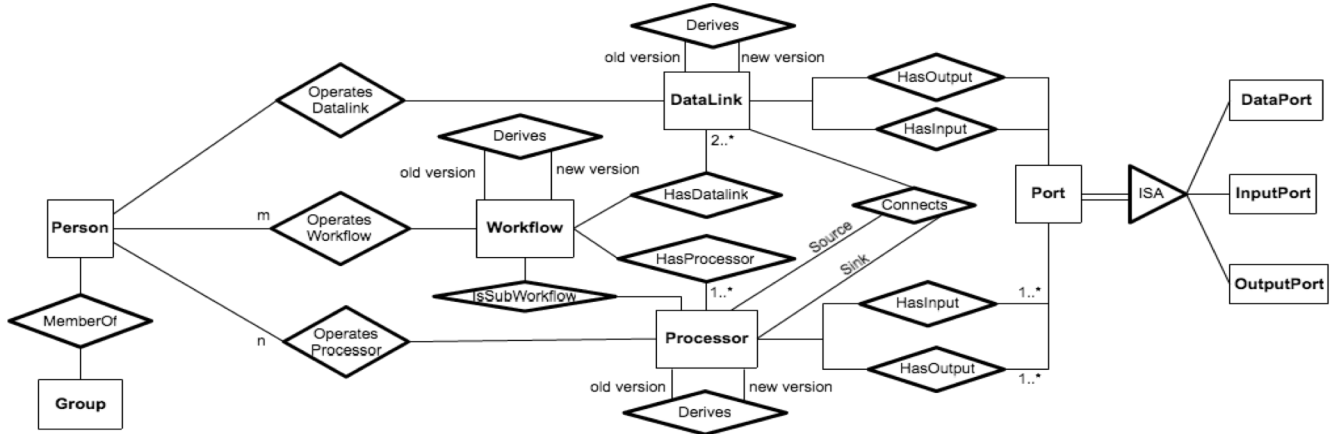 Derives
old version
new version
DataLink
Operates
Datalink
HasOutput
HasInput
DataPort
Derives
old version
new version
2..*
HasDatalink
Port
ISA
InputPort
Connects
Person
m
Operates
Workflow
Workflow
HasProcessor
Source
Sink
OutputPort
IsSubWorkflow
1..*
HasInput
1..*
MemberOf
n
Operates
Processor
Processor
HasOutput
1..*
Group
old version
new version
Derives